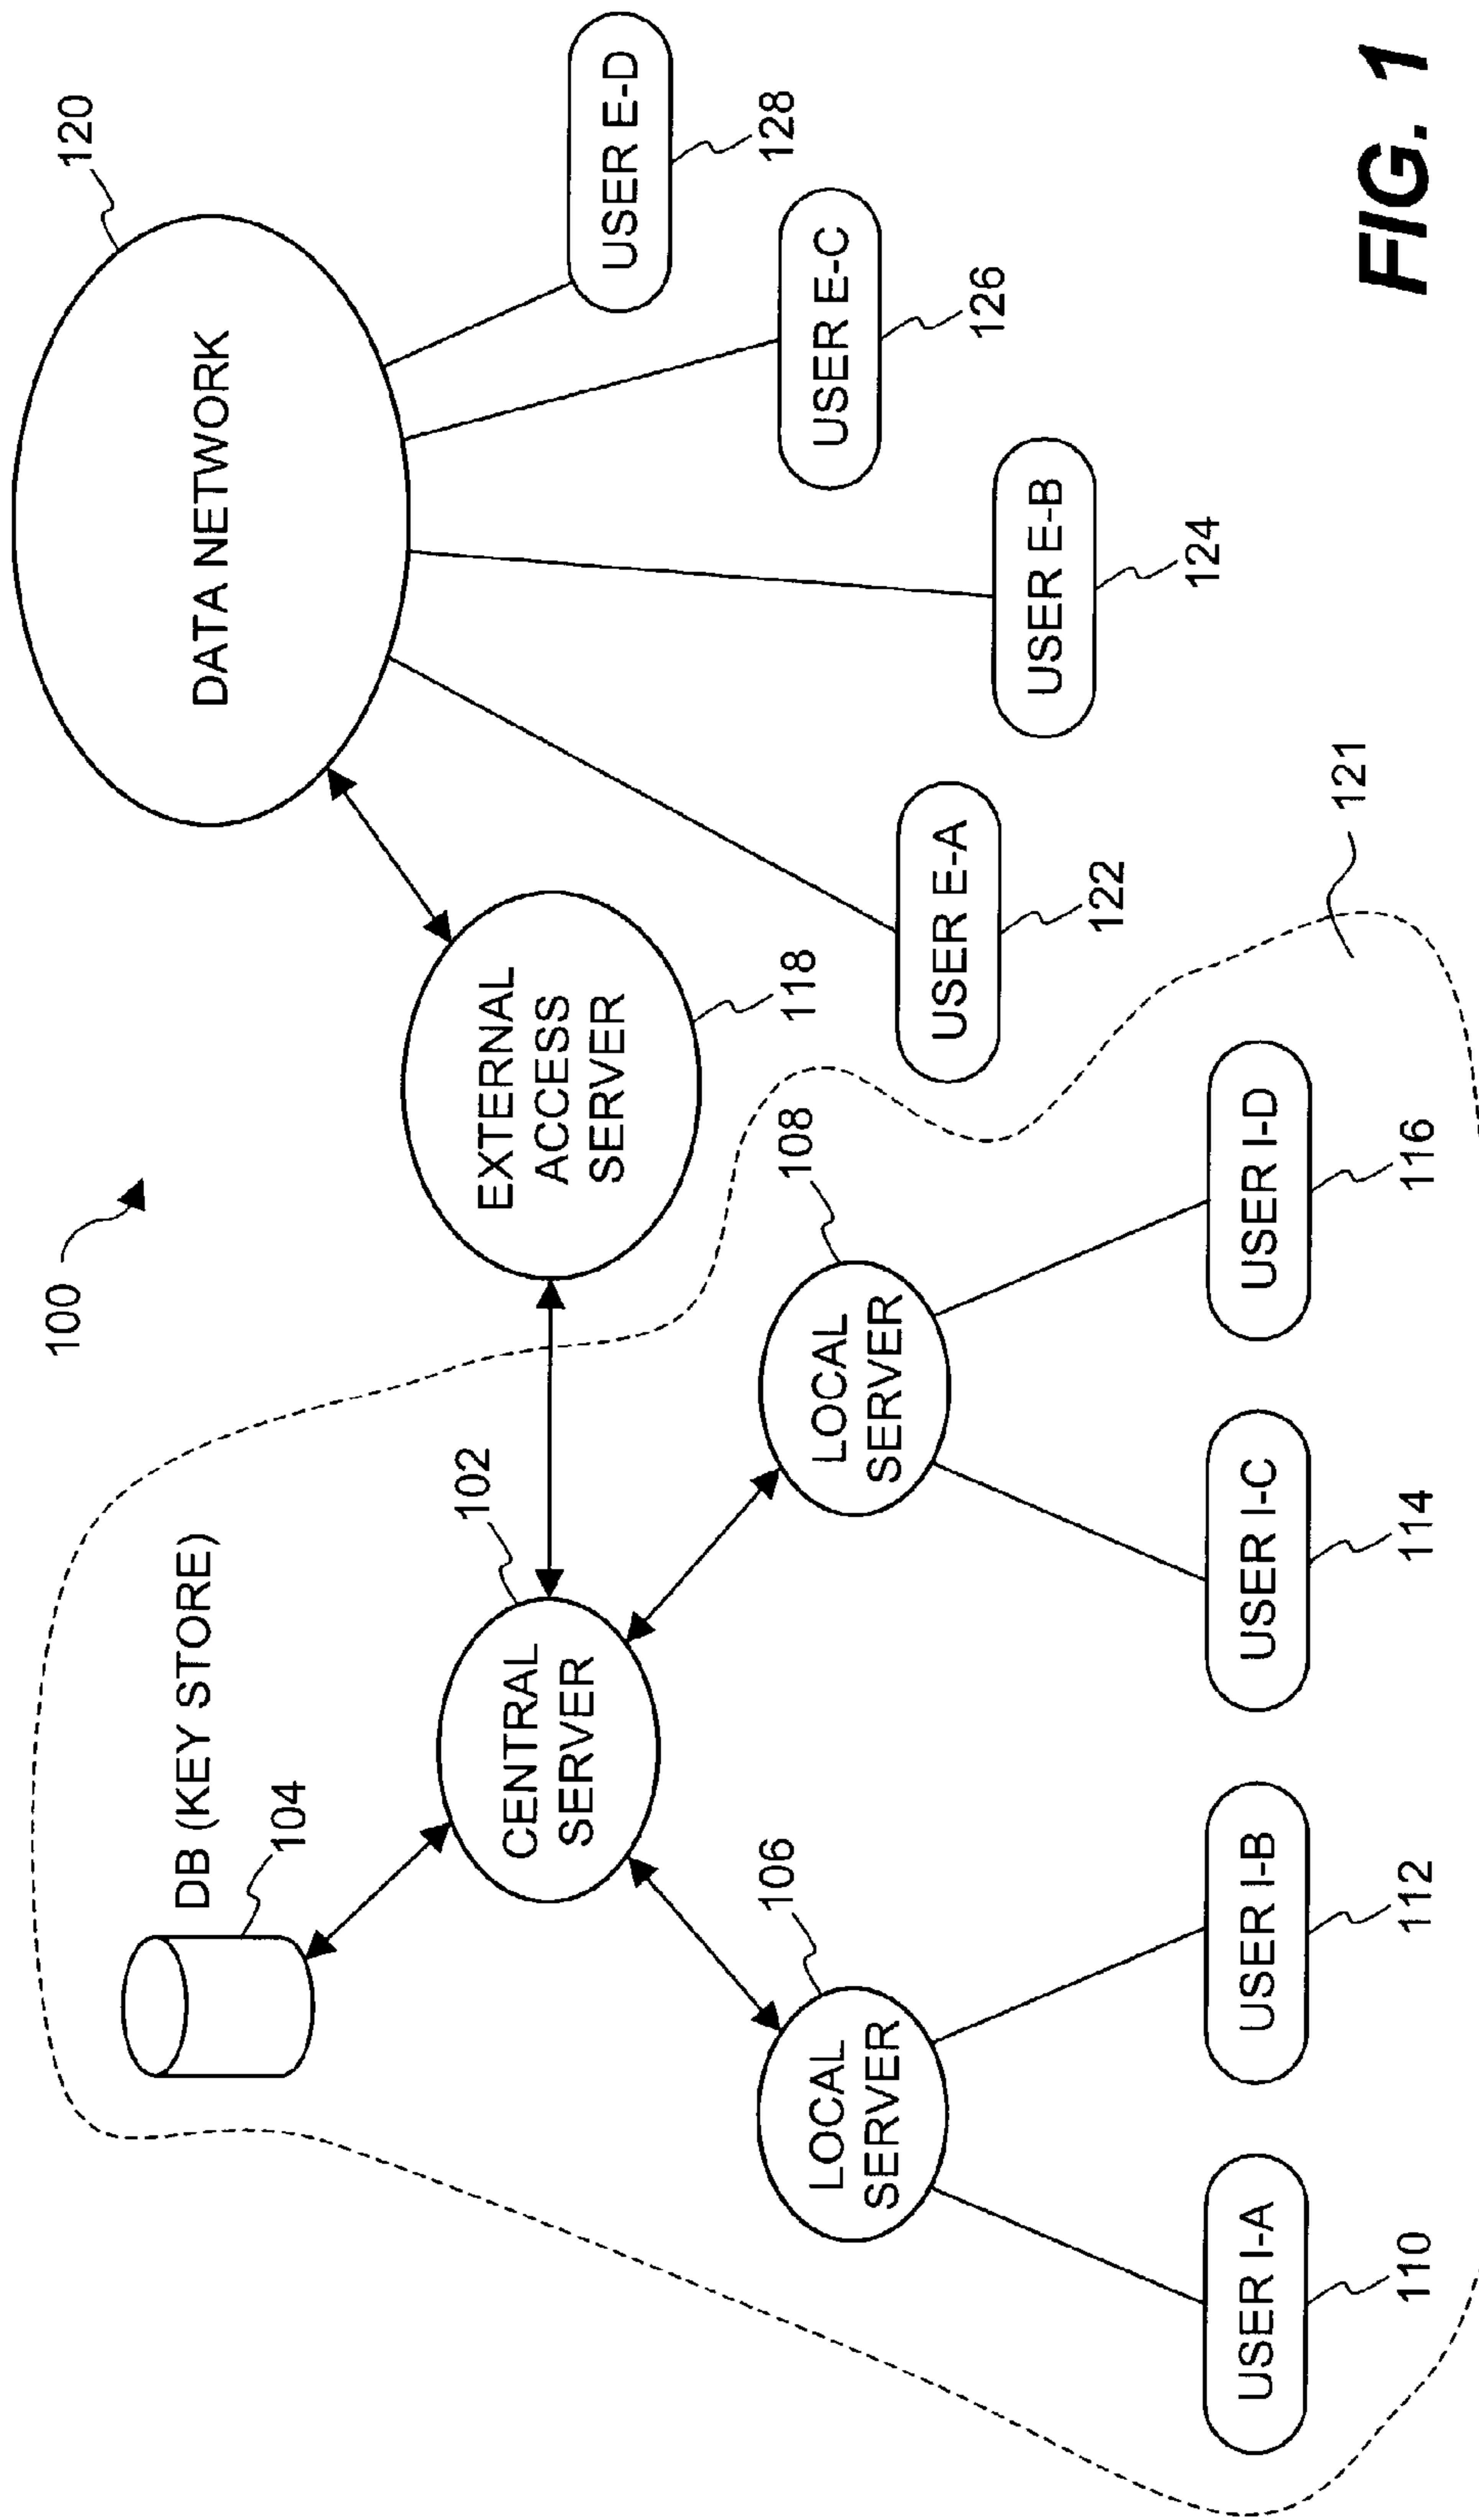 100
120
DATA NETWORK
DB (KEY STORE)
104
102
CENTRAL
SERVER
EXTERNAL
ACCESS
SERVER
118
USER E-D
128
USER E-C
126
106
LOCAL
SERVER
108
LOCAL
SERVER
USER E-A
122
USER E-B
124
USER I-A
110
USER I-B
112
USER I-C
114
USER I-D
116
121
FIG. 1